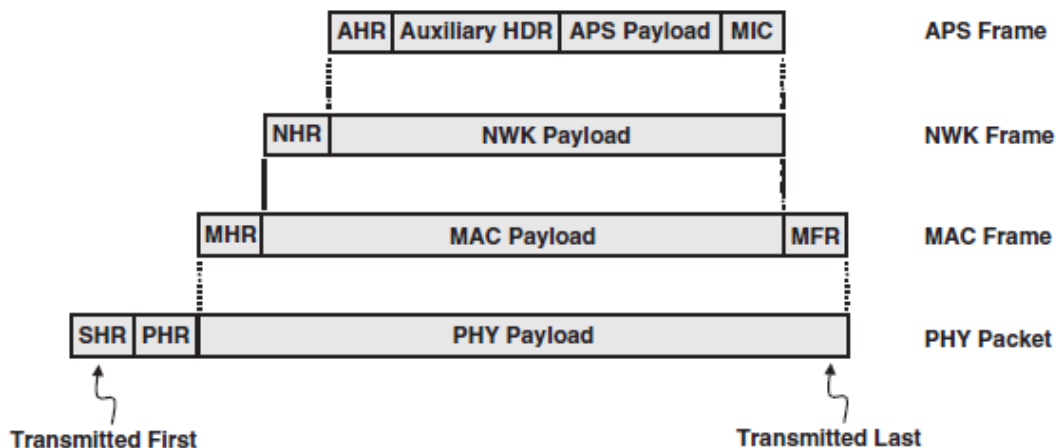 AHR Auxiliary HDR APS Payload MIC APS Frame
NHR NWK Payload NWK Frame
MHR MAC Payload MFR MAC Frame
SHR PHR PHY Payload PHY Packet
Transmitted First Transmitted Last